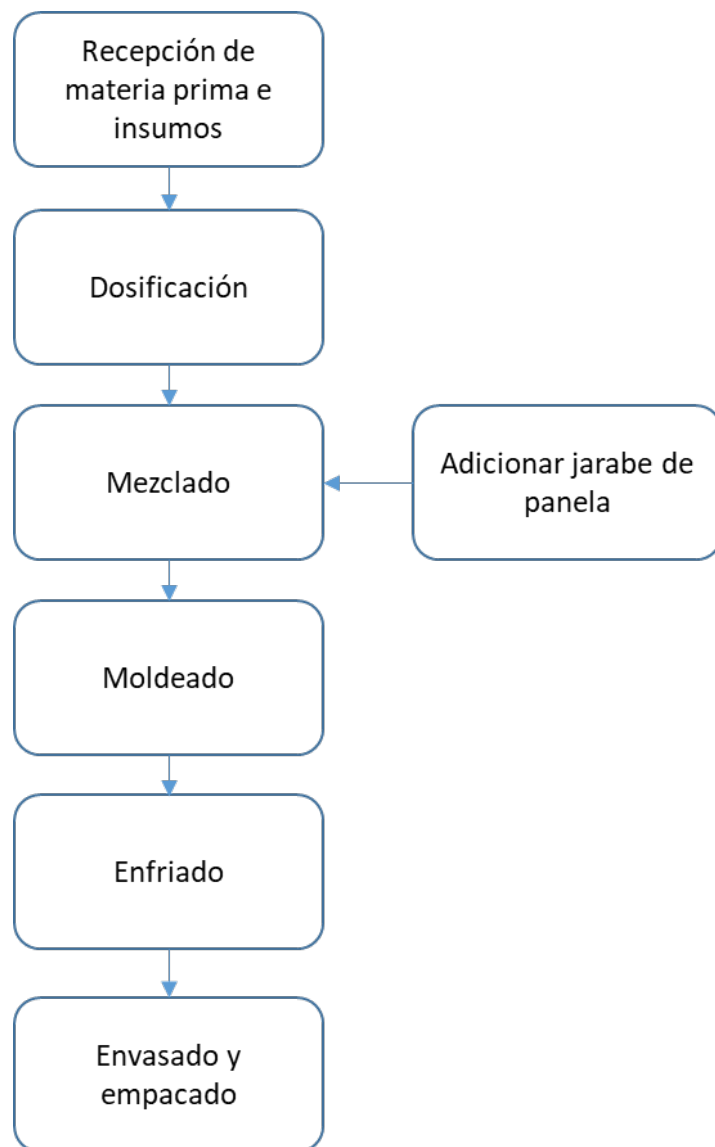 Recepción de
materia prima e
insumos
Dosificación
Mezclado
Adicionar jarabe de
panela
Moldeado
Enfriado
Envasado y
empacado